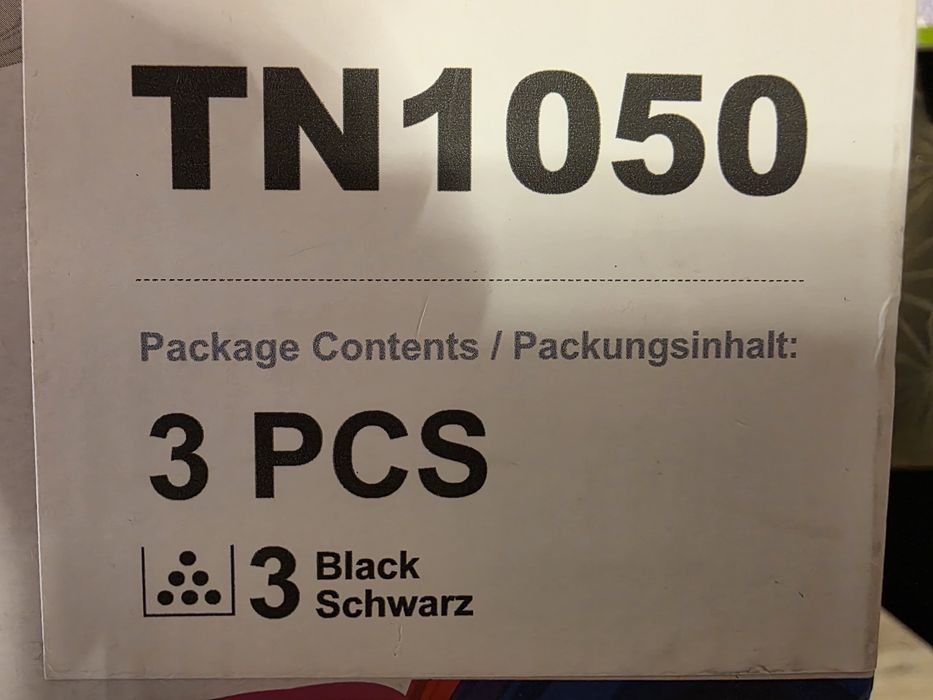 TN1050
Package Contents / Packungsinhalt:
3 PCS
3 Black
Schwarz